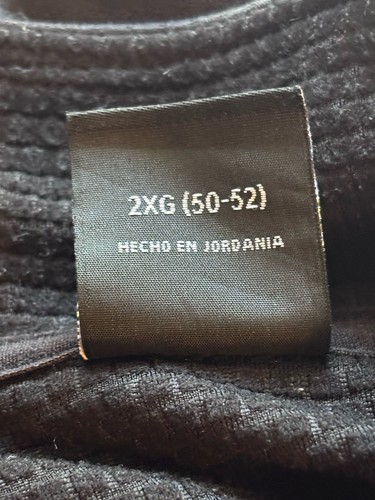 2XG (50-52)
HECHO EN JORDANIA